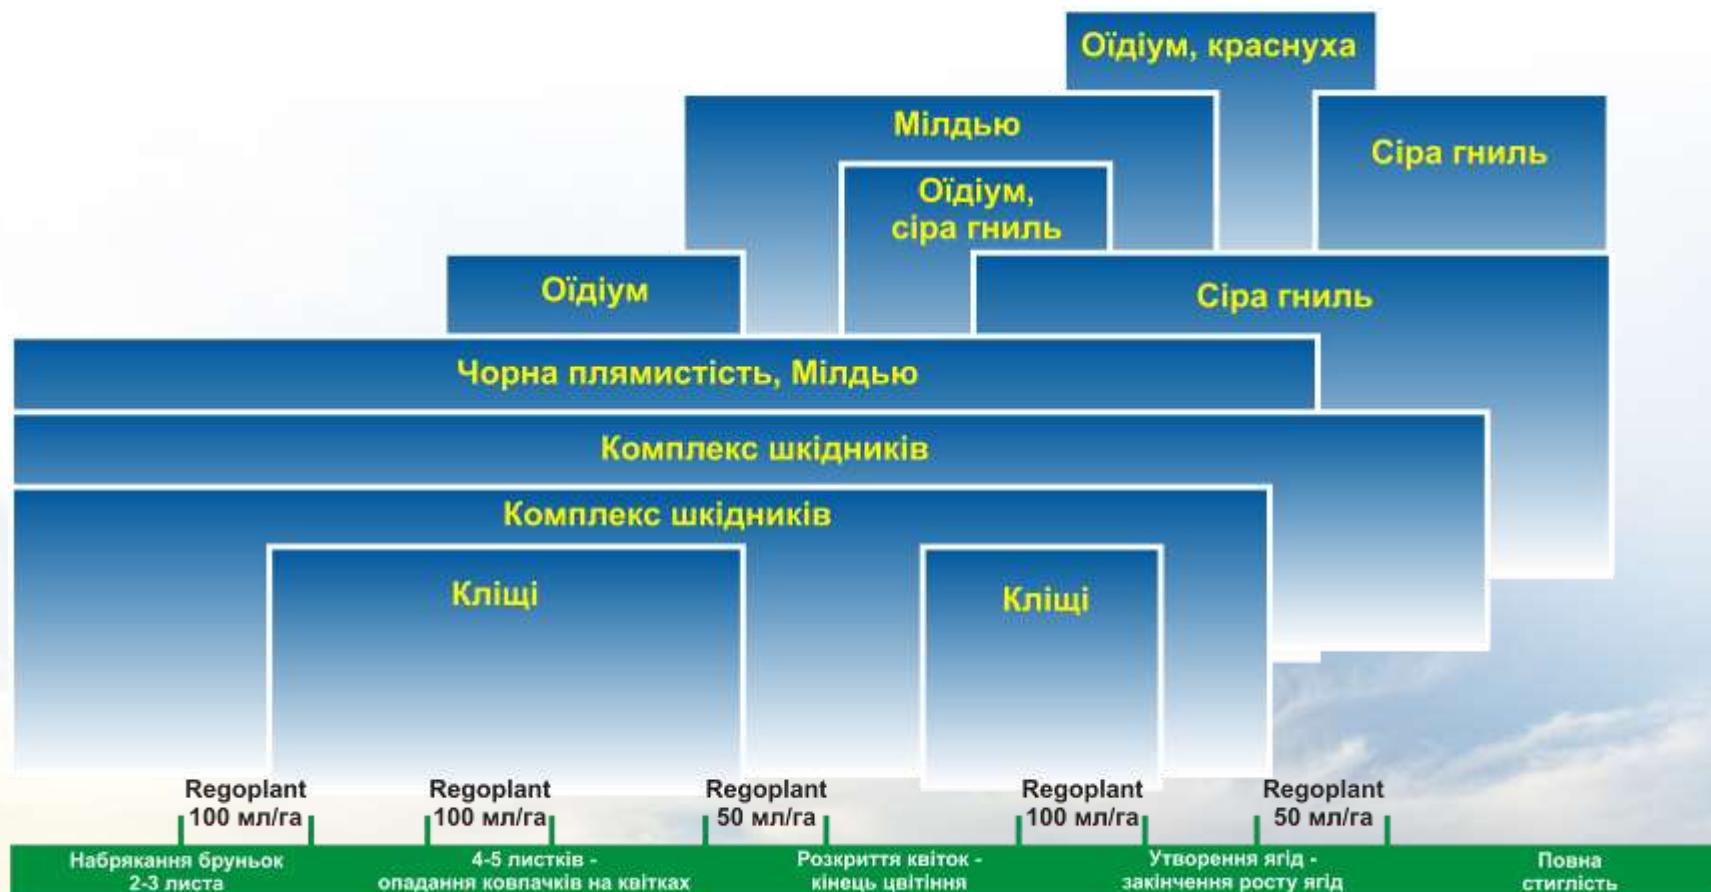 Оїдіум, краснуха
Мілдью
Сіра гниль
Оїдіум,
сіра гниль
Оїдіум
Сіра гниль
Чорна плямистість, Мілдью
Комплекс шкідників
Комплекс шкідників
Кліщі
Кліщі
Regoplant
100 мл/га
Regoplant
100 мл/га
Regoplant
50 мл/га
Regoplant
100 мл/га
Regoplant
50 мл/га
Набрякання бруньок
2-3 листа
4-5 листків -
опадання ковпачків на квітках
Розкриття квіток -
кінець цвітіння
Утворення ягід -
закінчення росту ягід
Повна
стиглість